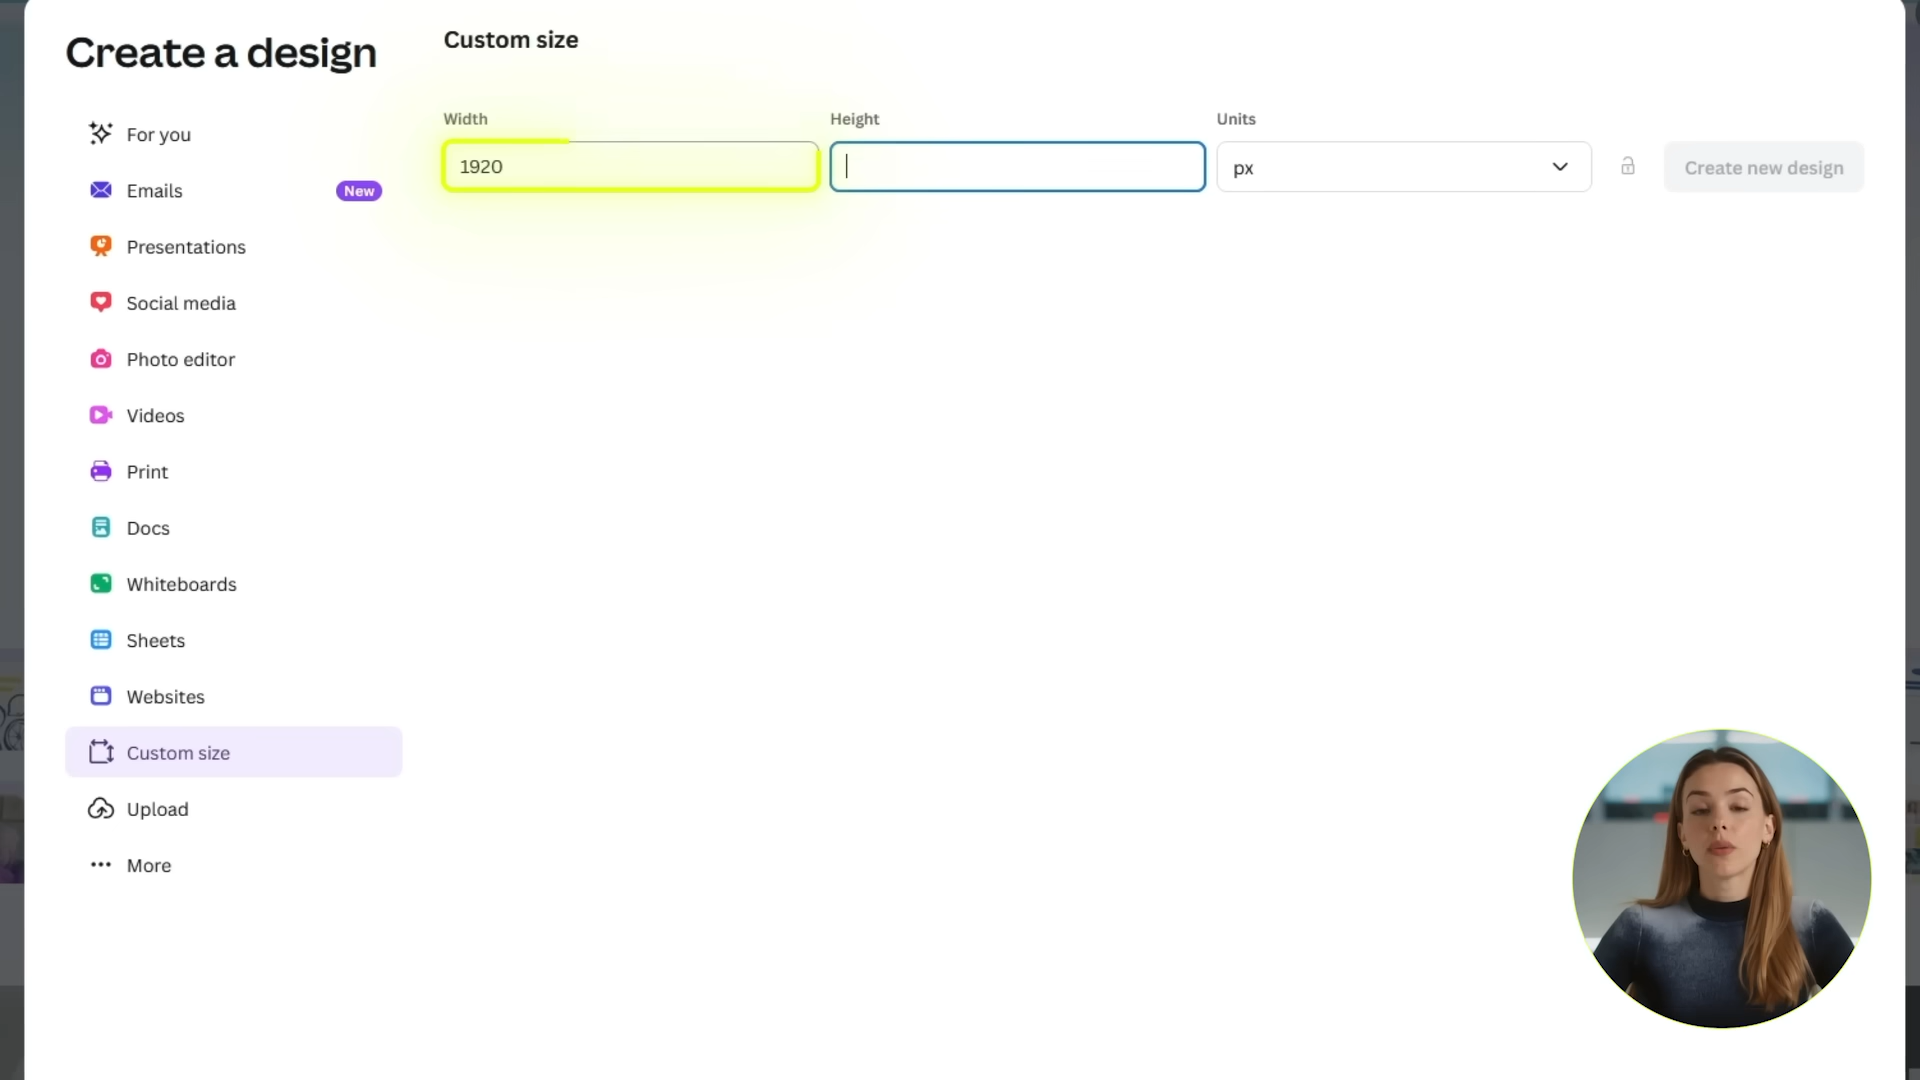 Create a design
For you
Emails
New
Presentations
Social media
Photo editor
Videos
Print
Docs
Whiteboards
Sheets
Websites
Custom size
Upload
More
Custom size
Width
Height
Units
1920
px
Create new design